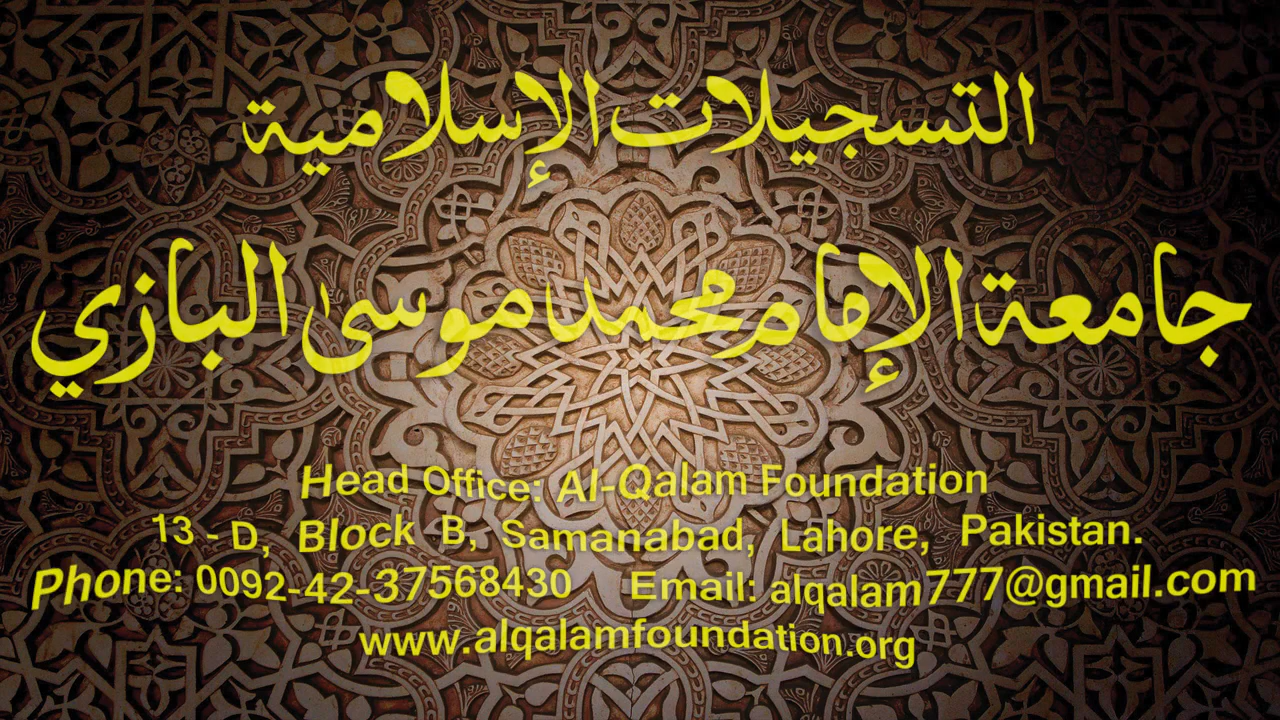 التسجيلات الإسلامية
جامعة الإمام محمد موسى البازي
Head Office: Al-Qalam Foundation
13 - D, Block B, Samanabad, Lahore, Pakistan.
Phone: 0092-42-37568430 Email: alqalam777@gmail.com
www.alqalamfoundation.org